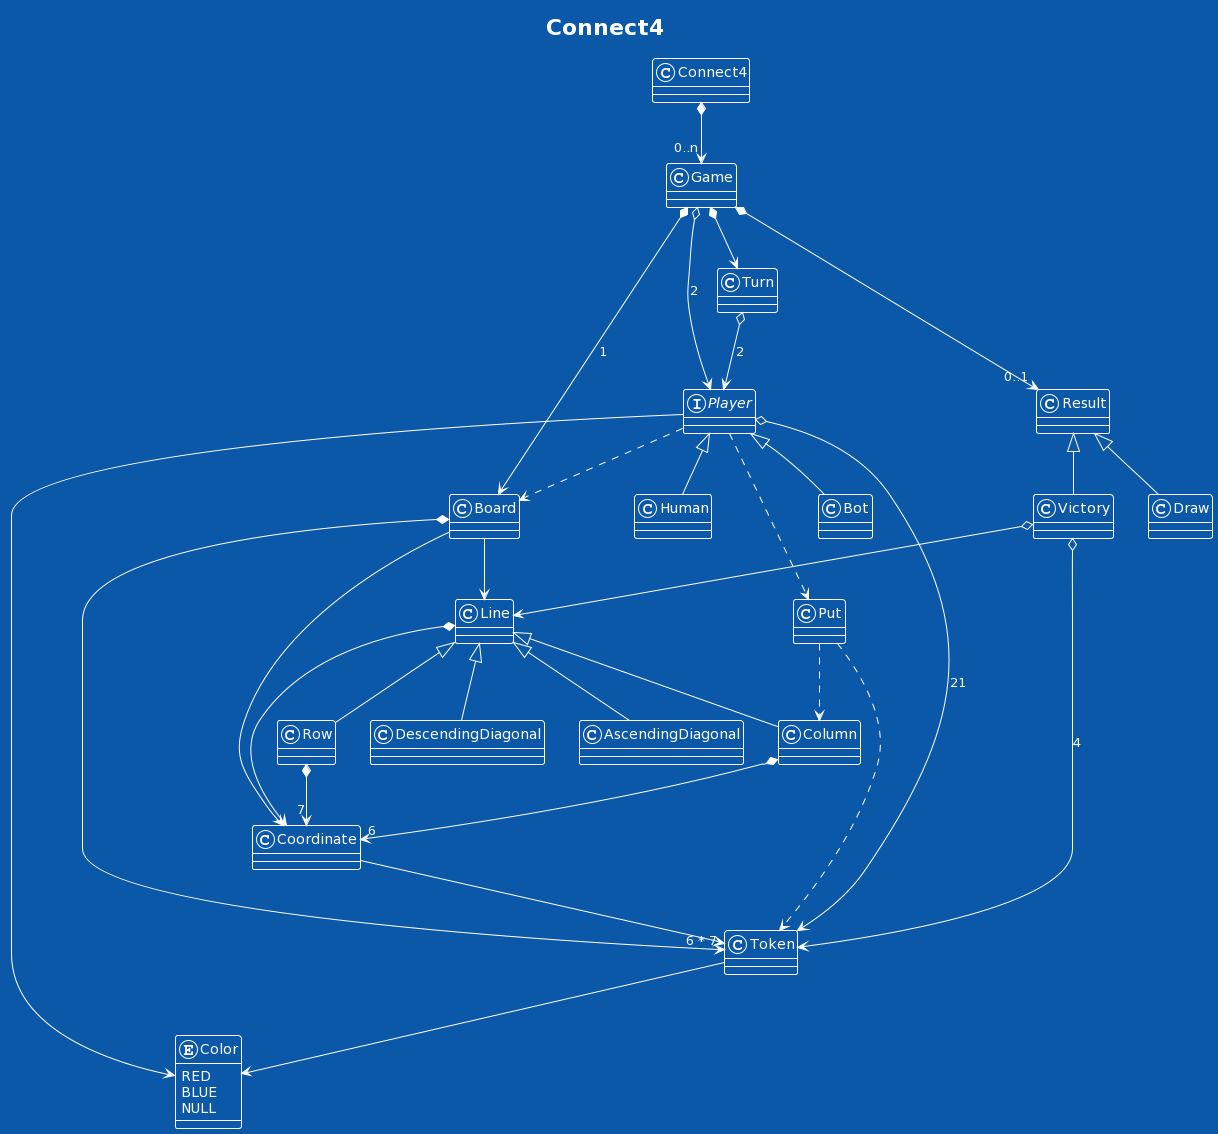 Connect4
C Connect4
0..n
C Game
2
C Turn
1
2
0..1
I Player
C Result
C Board
C Human
C Bot
C Victory
C Draw
C Line
C Put
21
C Row
C DescendingDiagonal
C AscendingDiagonal
C Column
4
7
6
C Coordinate
6 * 7
C Token
E Color
RED
BLUE
NULL